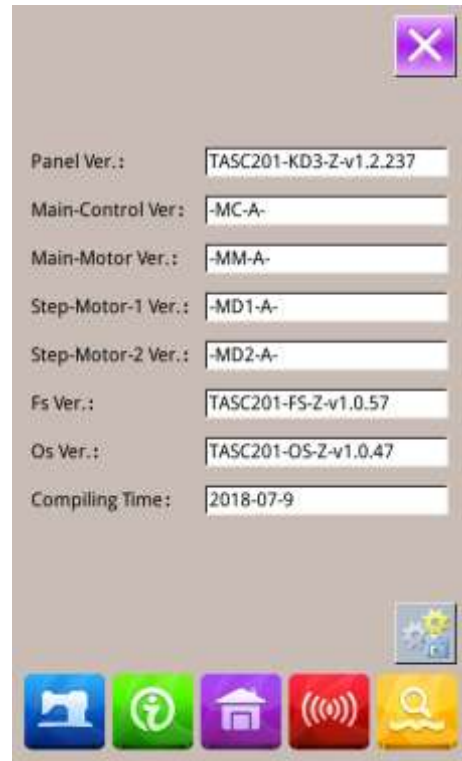 Panel Ver.: TASC201-KD3-Z-v1.2.237
Main-Control Ver: -MC-A-
Main-Motor Ver.: -MM-A-
Step-Motor-1 Ver.: -MD1-A-
Step-Motor-2 Ver.: -MD2-A-
Fs Ver.: TASC201-FS-Z-v1.0.57
Os Ver.: TASC201-OS-Z-v1.0.47
Compiling Time: 2018-07-9